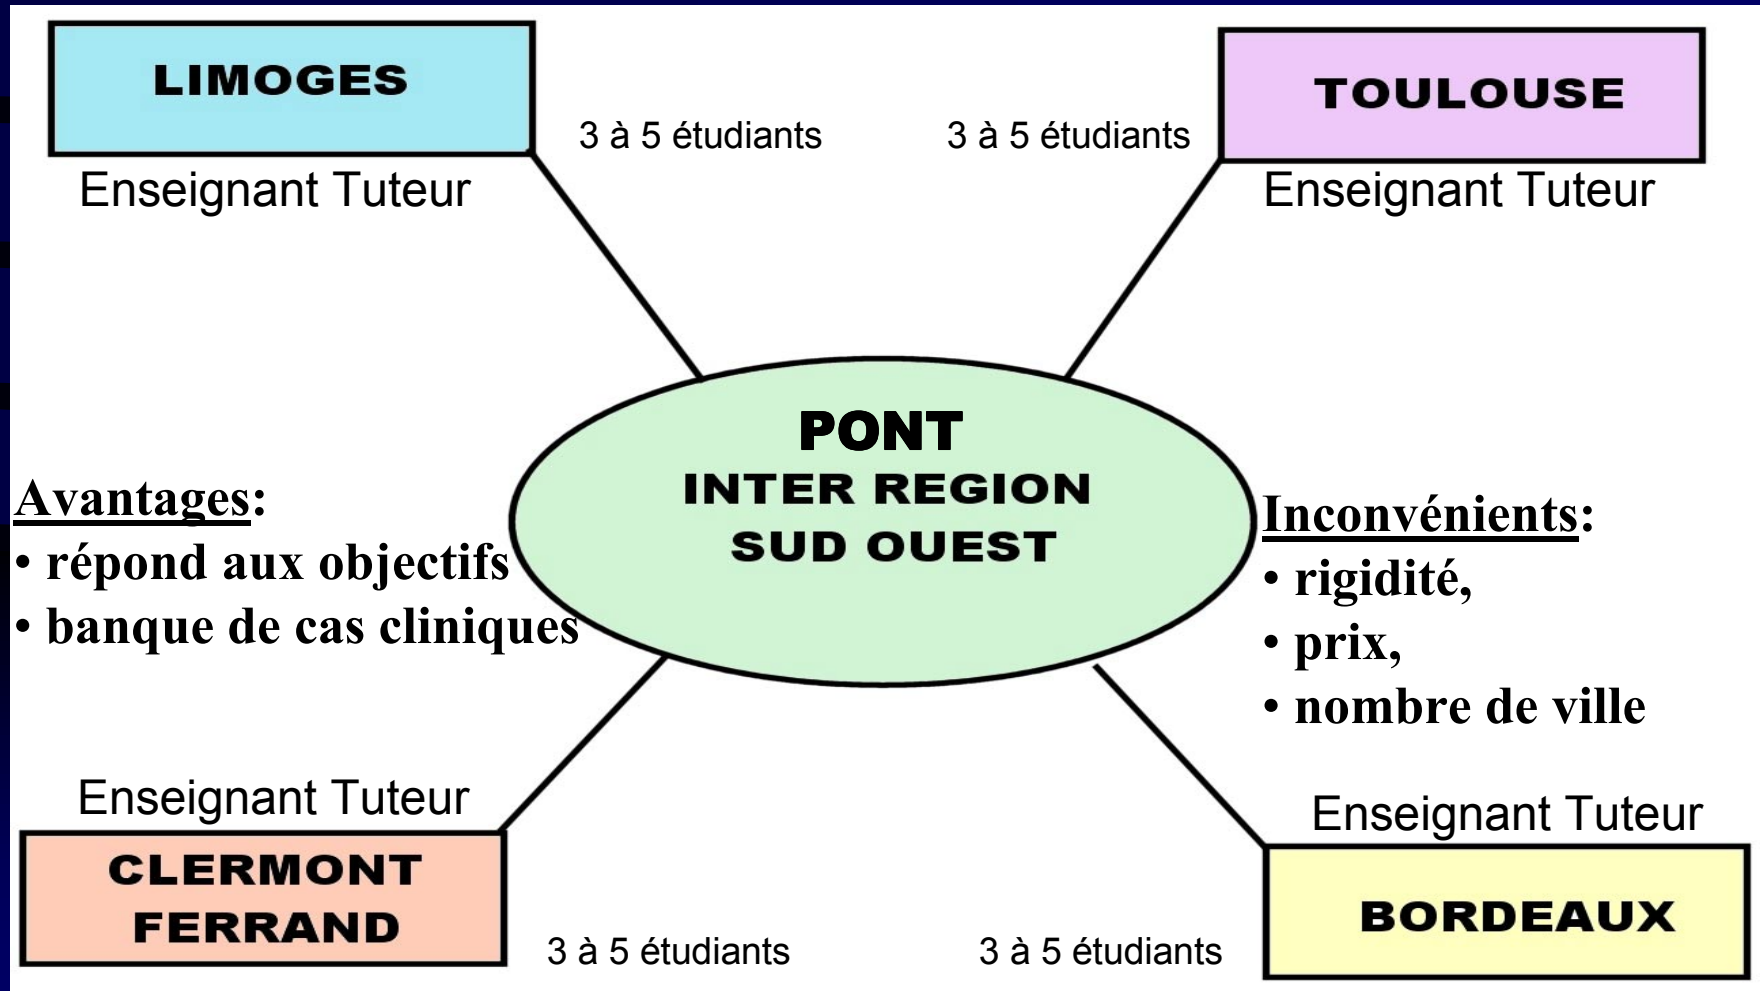 LIMOGES
3 à 5 étudiants
Enseignant Tuteur
TOULOUSE
3 à 5 étudiants
Enseignant Tuteur
PONT
INTER REGION
SUD OUEST
Avantages:
• répond aux objectifs
• banque de cas cliniques
Inconvénients:
• rigidité,
• prix,
• nombre de ville
Enseignant Tuteur
CLERMONT
FERRAND
3 à 5 étudiants
Enseignant Tuteur
BORDEAUX
3 à 5 étudiants